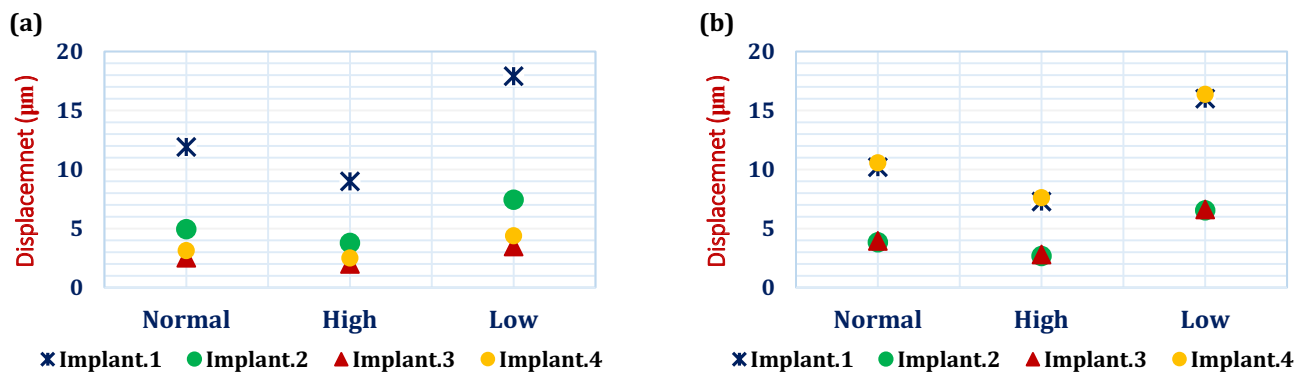 (a)
20
15
10
5
0
Displacemnet (µm)
Normal High Low
Implant.1 Implant.2 Implant.3 Implant.4
(b)
20
15
10
5
0
Displacemnet (µm)
Normal High Low
Implant.1 Implant.2 Implant.3 Implant.4